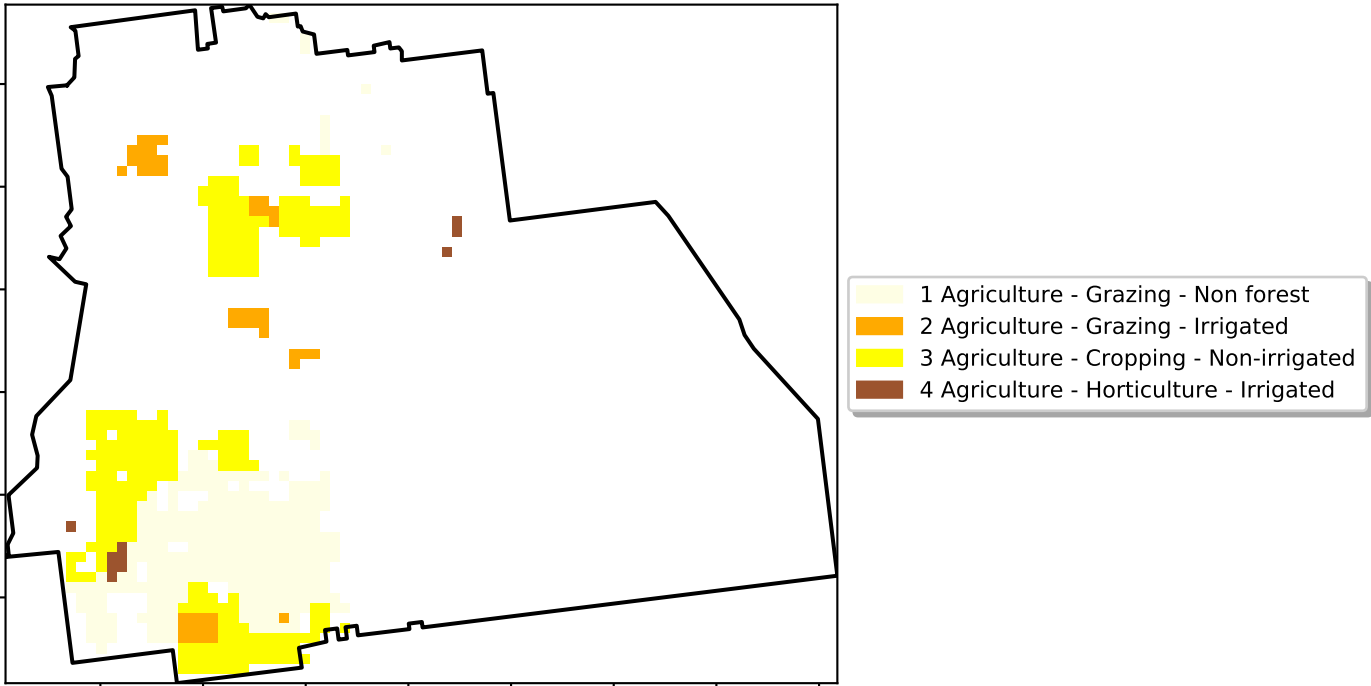 1 Agriculture - Grazing - Non forest
2 Agriculture - Grazing - Irrigated
3 Agriculture - Cropping - Non-irrigated
4 Agriculture - Horticulture - Irrigated